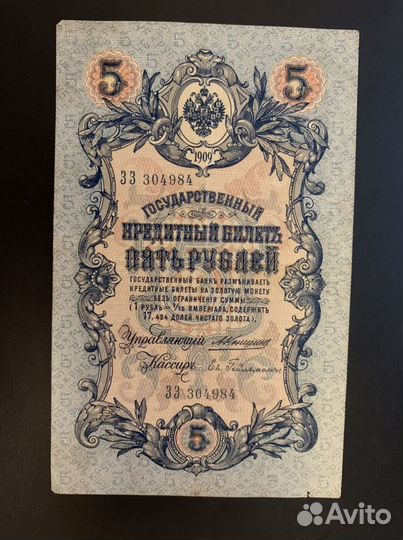 5 5
1909
ЗЗ 304984
ГОСУДАРСТВЕННЫЙ
КРЕДИТНЫЙ БИЛЕТЪ
ПЯТЬ РУБЛЕЙ
ГОСУДАРСТВЕННЫЙ БАНКЪ РАЗМѢНИВАЕТЪ
КРЕДИТНЫЕ БИЛЕТЫ НА ЗОЛОТУЮ МОНЕТУ
БЕЗЪ ОГРАНИЧЕНІЯ СУММЫ
(1 РУБЛЬ = 1/15 ИМПЕРІАЛА, СОДЕРЖИТЪ
17,424 ДОЛЕЙ ЧИСТАГО ЗОЛОТА).
Управляющій
Кассиръ
ЗЗ 304984
5
Avito